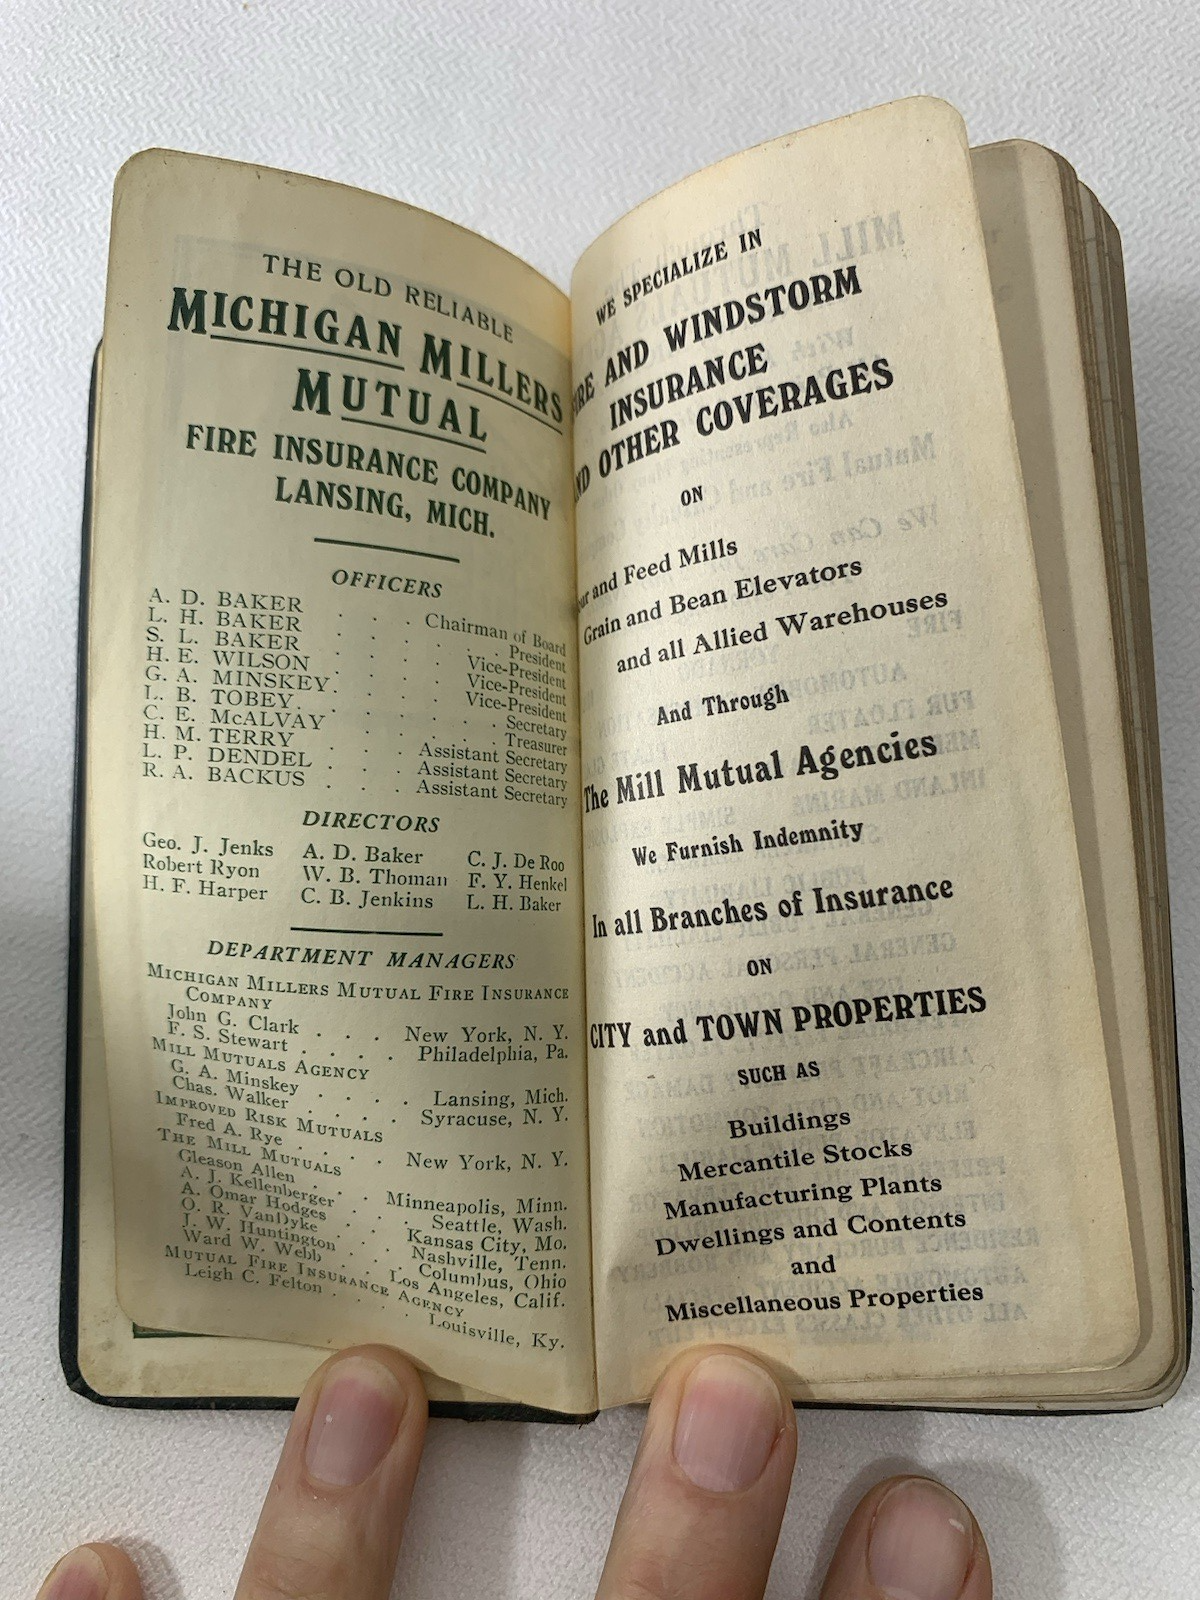 THE OLD RELIABLE
MICHIGAN MILLERS
MUTUAL
FIRE INSURANCE COMPANY
LANSING, MICH.
OFFICERS
A. D. BAKER . . . Chairman of Board
L. H. BAKER . . . . President
S. L. BAKER . . . . Vice-President
H. E. WILSON . . . . Vice-President
G. A. MINSKEY . . . . Vice-President
L. B. TOBEY . . . . . Secretary
C. E. McALVAY . . . . . Treasurer
H. M. TERRY . . . Assistant Secretary
L. P. DENDEL . . . Assistant Secretary
R. A. BACKUS . . . Assistant Secretary
DIRECTORS
Geo. J. Jenks A. D. Baker C. J. De Roo
Robert Ryon W. B. Thoman F. Y. Henkel
H. F. Harper C. B. Jenkins L. H. Baker
DEPARTMENT MANAGERS
MICHIGAN MILLERS MUTUAL FIRE INSURANCE
COMPANY
John G. Clark . . . New York, N. Y.
F. S. Stewart . . . . Philadelphia, Pa.
MILL MUTUALS AGENCY
G. A. Minskey . . . . Lansing, Mich.
Chas. Walker . . . . Syracuse, N. Y.
IMPROVED RISK MUTUALS
Fred A. Rye . . . . New York, N. Y.
THE MILL MUTUALS
Gleason Allen . . . Minneapolis, Minn.
A. J. Kellenberger . . . Seattle, Wash.
A. Omar Hodges . . . Kansas City, Mo.
O. R. VanDyke . . . Nashville, Tenn.
J. W. Huntington . . . Columbus, Ohio
Ward W. Webb . . Los Angeles, Calif.
MUTUAL FIRE INSURANCE AGENCY
Leigh C. Felton . . . . Louisville, Ky.
WE SPECIALIZE IN
AND WINDSTORM
INSURANCE
OTHER COVERAGES
ON
and Feed Mills
Grain and Bean Elevators
and all Allied Warehouses
And Through
The Mill Mutual Agencies
We Furnish Indemnity
In all Branches of Insurance
ON
CITY and TOWN PROPERTIES
SUCH AS
Buildings
Mercantile Stocks
Manufacturing Plants
Dwellings and Contents
and
Miscellaneous Properties